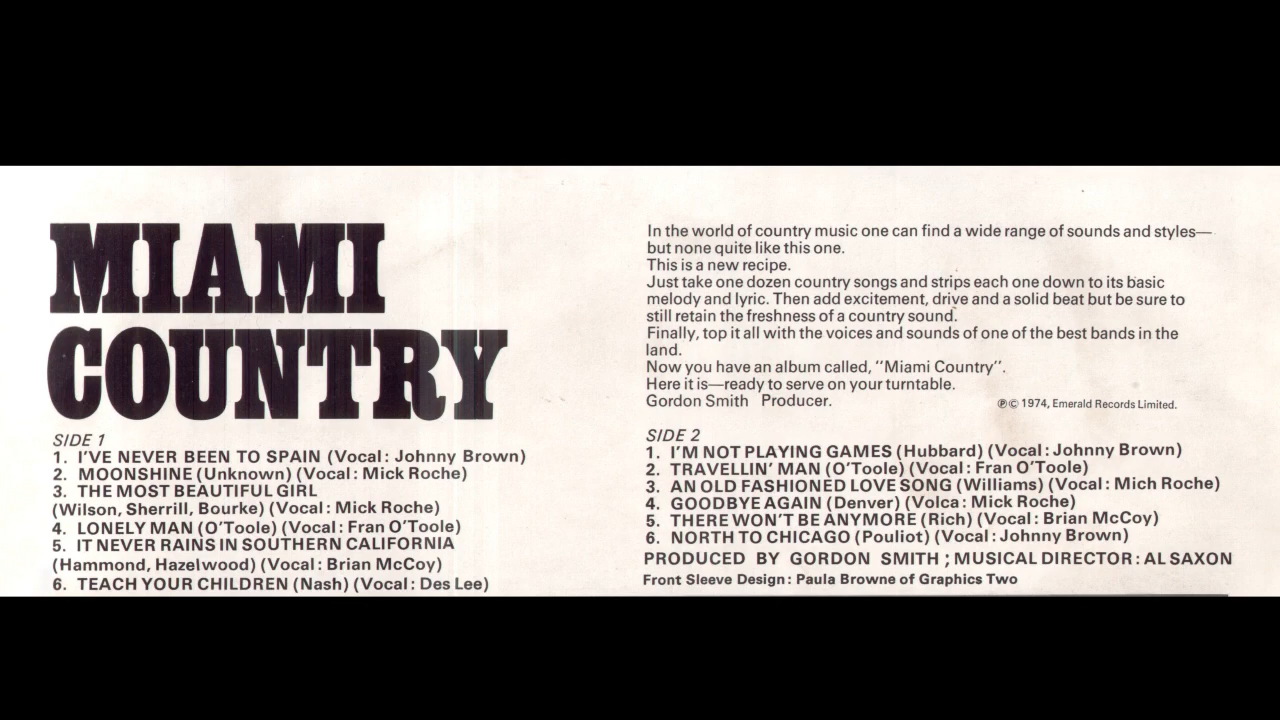 MIAMI
COUNTRY
SIDE 1
1. I'VE NEVER BEEN TO SPAIN (Vocal: Johnny Brown)
2. MOONSHINE (Unknown) (Vocal: Mick Roche)
3. THE MOST BEAUTIFUL GIRL
(Wilson, Sherrill, Bourke) (Vocal: Mick Roche)
4. LONELY MAN (O'Toole) (Vocal: Fran O'Toole)
5. IT NEVER RAINS IN SOUTHERN CALIFORNIA
(Hammond, Hazelwood) (Vocal: Brian McCoy)
6. TEACH YOUR CHILDREN (Nash) (Vocal: Des Lee)
In the world of country music one can find a wide range of sounds and styles—
but none quite like this one.
This is a new recipe.
Just take one dozen country songs and strips each one down to its basic
melody and lyric. Then add excitement, drive and a solid beat but be sure to
still retain the freshness of a country sound.
Finally, top it all with the voices and sounds of one of the best bands in the
land.
Now you have an album called, "Miami Country".
Here it is—ready to serve on your turntable.
Gordon Smith Producer.
℗© 1974, Emerald Records Limited.
SIDE 2
1. I'M NOT PLAYING GAMES (Hubbard) (Vocal: Johnny Brown)
2. TRAVELLIN' MAN (O'Toole) (Vocal: Fran O'Toole)
3. AN OLD FASHIONED LOVE SONG (Williams) (Vocal: Mich Roche)
4. GOODBYE AGAIN (Denver) (Volca: Mick Roche)
5. THERE WON'T BE ANYMORE (Rich) (Vocal: Brian McCoy)
6. NORTH TO CHICAGO (Pouliot) (Vocal: Johnny Brown)
PRODUCED BY GORDON SMITH; MUSICAL DIRECTOR: AL SAXON
Front Sleeve Design: Paula Browne of Graphics Two